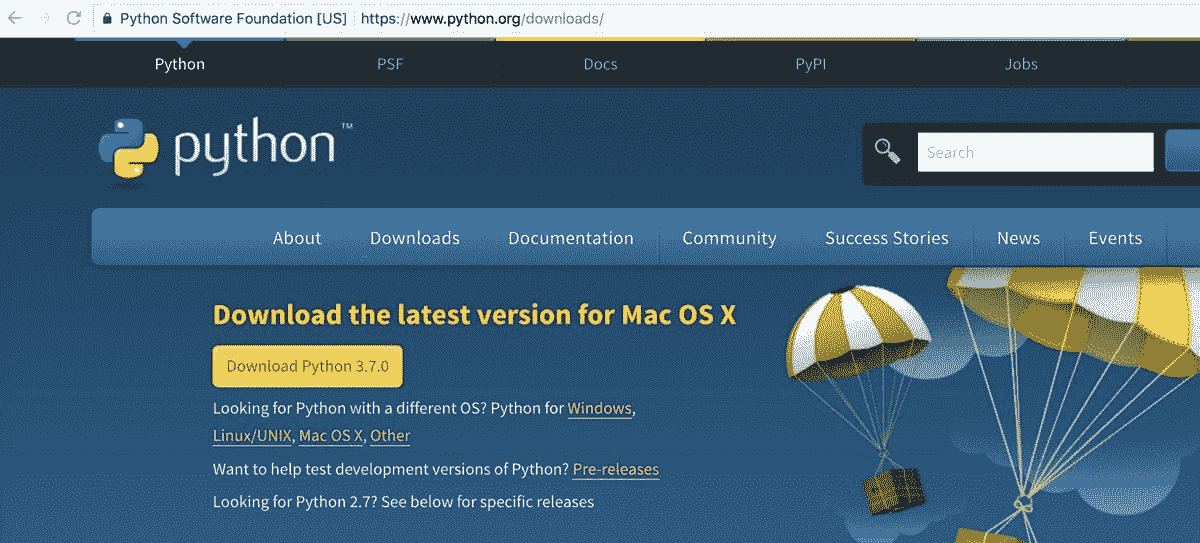 Python Software Foundation [US] https://www.python.org/downloads/
Python PSF Docs PyPI Jobs
python™
Search
About Downloads Documentation Community Success Stories News Events
Download the latest version for Mac OS X
Download Python 3.7.0
Looking for Python with a different OS? Python for Windows,
Linux/UNIX, Mac OS X, Other
Want to help test development versions of Python? Pre-releases
Looking for Python 2.7? See below for specific releases